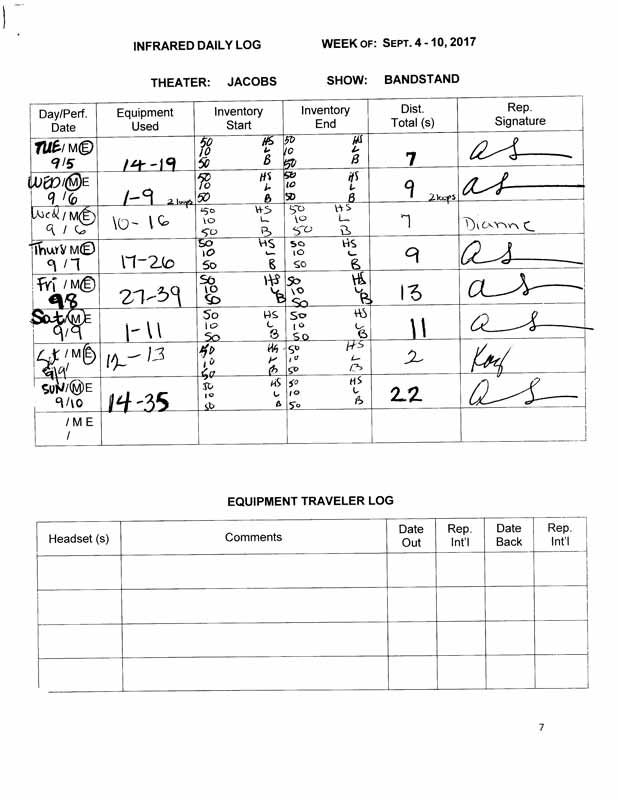 INFRARED DAILY LOG WEEK OF: SEPT. 4 - 10, 2017
THEATER: JACOBS SHOW: BANDSTAND
Day/Perf. Equipment Inventory Inventory Dist. Rep.
Date Used Start End Total (s) Signature
TUE / M E 50 HS 50 HS
14-19 10 L 10 L 7 as
9/5 50 B 50 B
WED / M E 50 HS 50 HS
1-9 10 L 10 L 9 as
9/6 2 loops 50 B 50 B 2 loops
Wed / M E 50 HS 50 HS
10-16 10 L 10 L 7 Dianne
9/6 50 B 50 B
Thurs M E 50 HS 50 HS
17-26 10 L 10 L 9 as
9/7 50 B 50 B
Fri / M E 50 HS 50 HS
27-39 10 L 10 L 13 as
9 8 50 B 50 B
Sat / M E 50 HS 50 HS
1-11 10 L 10 L 11 as
9/9 50 B 50 B
Sat / M E 50 HS 50 HS
12-13 10 L 10 L 2
9/9 50 B 50 B
SUN / M E 50 HS 50 HS
14-35 10 L 10 L 22 as
9/10 50 B 50 B
/ M E
/
EQUIPMENT TRAVELER LOG
Headset (s) Comments Date Rep. Date Rep.
Out Int'l Back Int'l
7